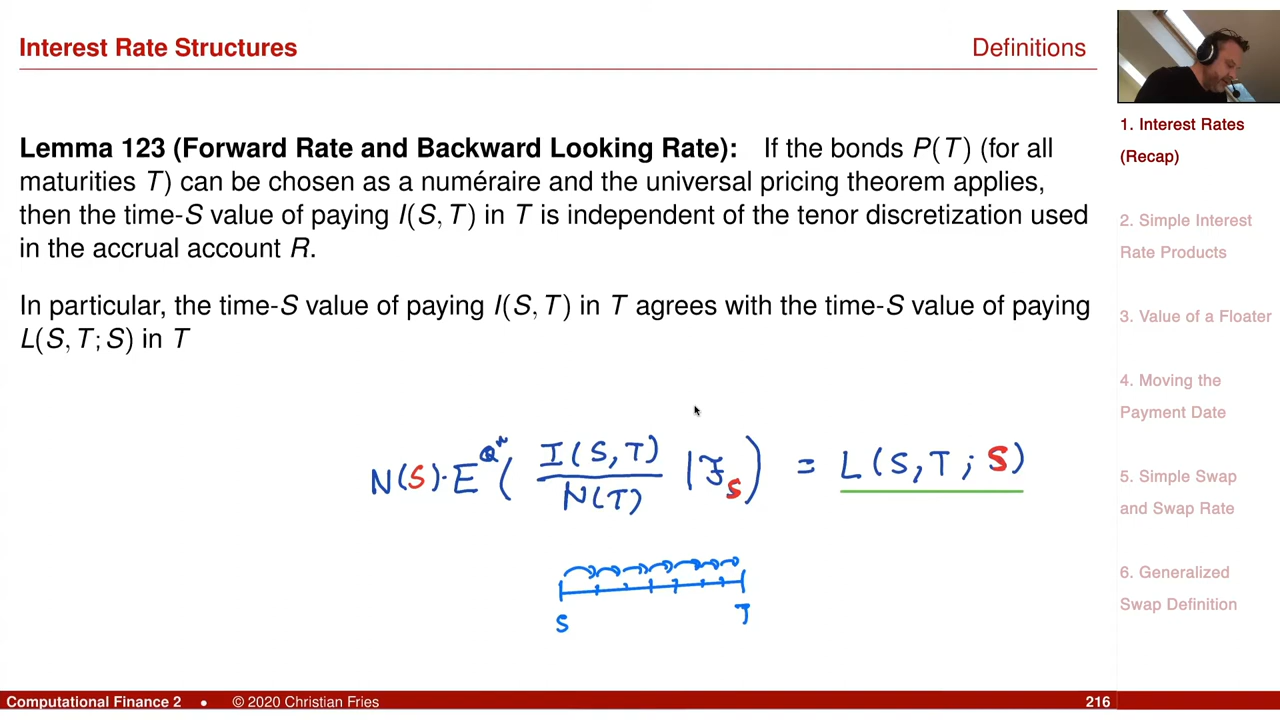 Interest Rate Structures
Definitions
Lemma 123 (Forward Rate and Backward Looking Rate): If the bonds P(T) (for all
maturities T) can be chosen as a numéraire and the universal pricing theorem applies,
then the time-S value of paying I(S, T) in T is independent of the tenor discretization used
in the accrual account R.
In particular, the time-S value of paying I(S, T) in T agrees with the time-S value of paying
L(S, T; S) in T
N(S) · E^{Q^N} ( I(S,T) / N(T) | F_S ) = L(S,T; S)
S T
1. Interest Rates
(Recap)
2. Simple Interest
Rate Products
3. Value of a Floater
4. Moving the
Payment Date
5. Simple Swap
and Swap Rate
6. Generalized
Swap Definition
Computational Finance 2 • © 2020 Christian Fries 216